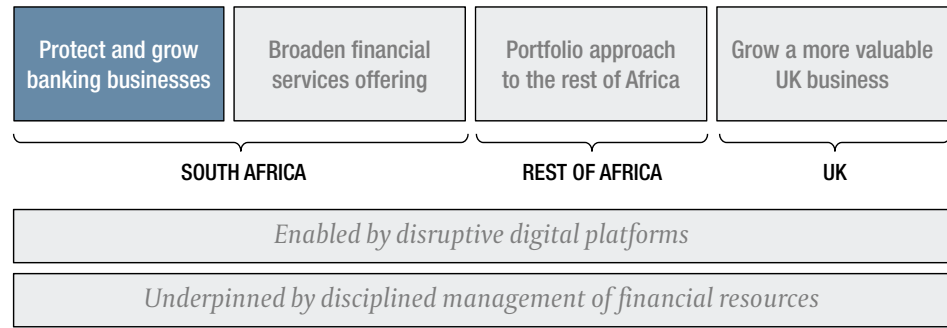 Protect and grow
banking businesses
Broaden financial
services offering
Portfolio approach
to the rest of Africa
Grow a more valuable
UK business
SOUTH AFRICA
REST OF AFRICA
UK
Enabled by disruptive digital platforms
Underpinned by disciplined management of financial resources